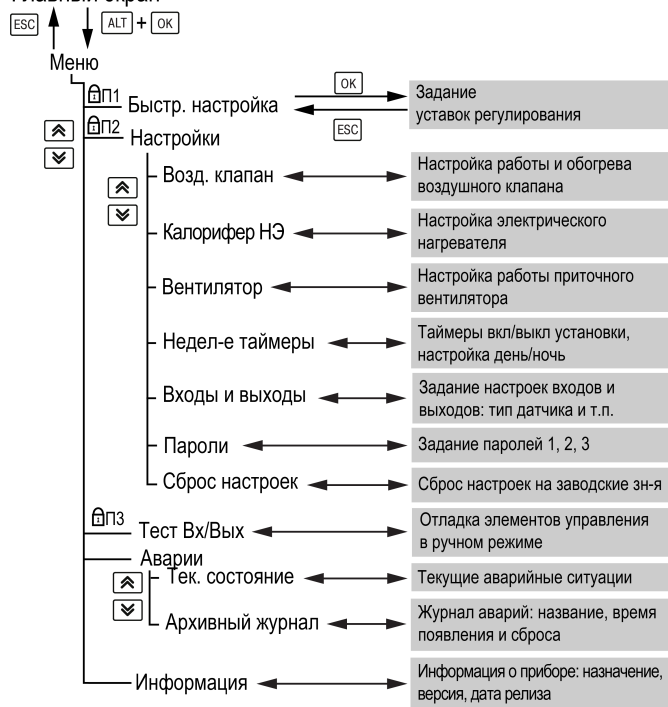 Главный экран
ESC ALT + OK
Меню
П1 Быстр. настройка OK ESC Задание
уставок регулирования
П2 Настройки
Возд. клапан Настройка работы и обогрева
воздушного клапана
Калорифер НЭ Настройка электрического
нагревателя
Вентилятор Настройка работы приточного
вентилятора
Недел-е таймеры Таймеры вкл/выкл установки,
настройка день/ночь
Входы и выходы Задание настроек входов и
выходов: тип датчика и т.п.
Пароли Задание паролей 1, 2, 3
Сброс настроек Сброс настроек на заводские зн-я
П3 Тест Вх/Вых Отладка элементов управления
в ручном режиме
Аварии
Тек. состояние Текущие аварийные ситуации
Архивный журнал Журнал аварий: название, время
появления и сброса
Информация Информация о приборе: назначение,
версия, дата релиза